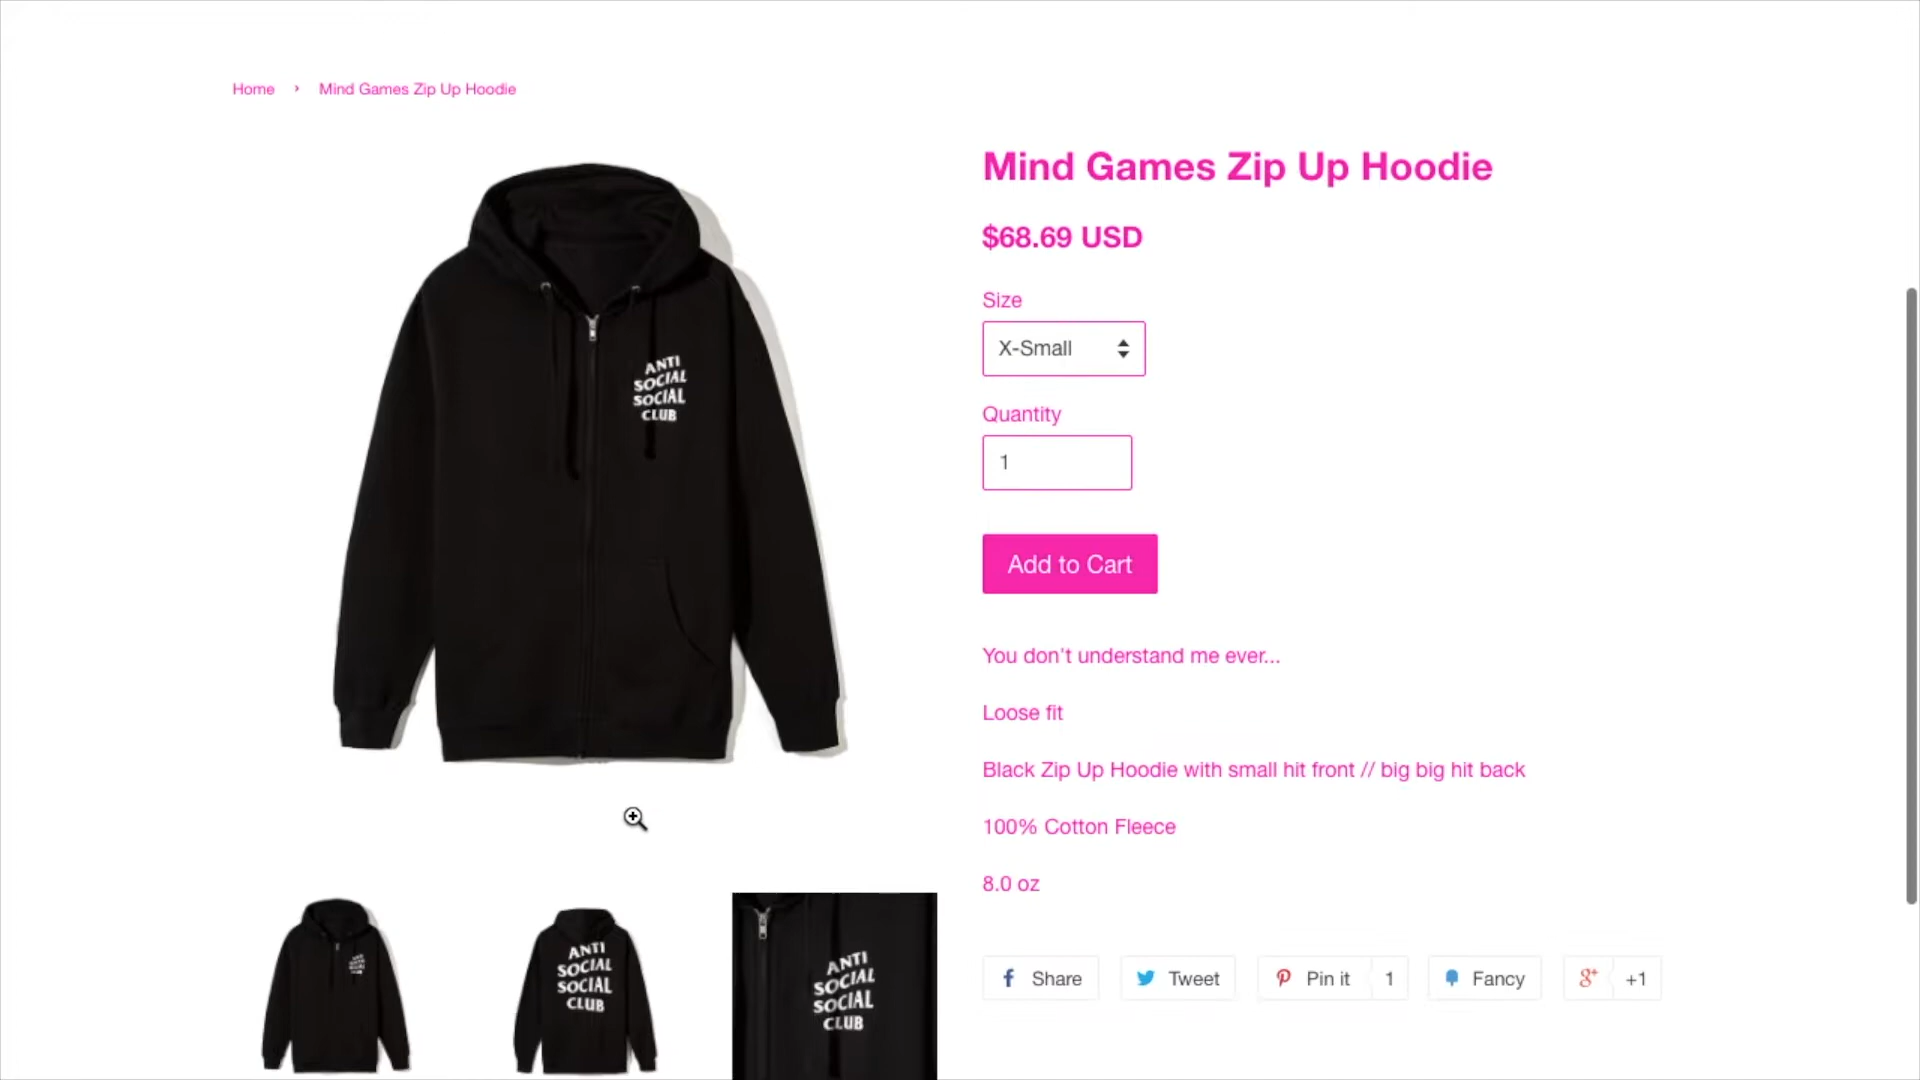 Home › Mind Games Zip Up Hoodie
Mind Games Zip Up Hoodie
$68.69 USD
Size
X-Small
Quantity
1
Add to Cart
You don't understand me ever...
Loose fit
Black Zip Up Hoodie with small hit front // big big hit back
100% Cotton Fleece
8.0 oz
Share
Tweet
Pin it 1
Fancy
g+ +1
ANTI
SOCIAL
SOCIAL
CLUB
ANTI
SOCIAL
SOCIAL
CLUB
ANTI
SOCIAL
SOCIAL
CLUB